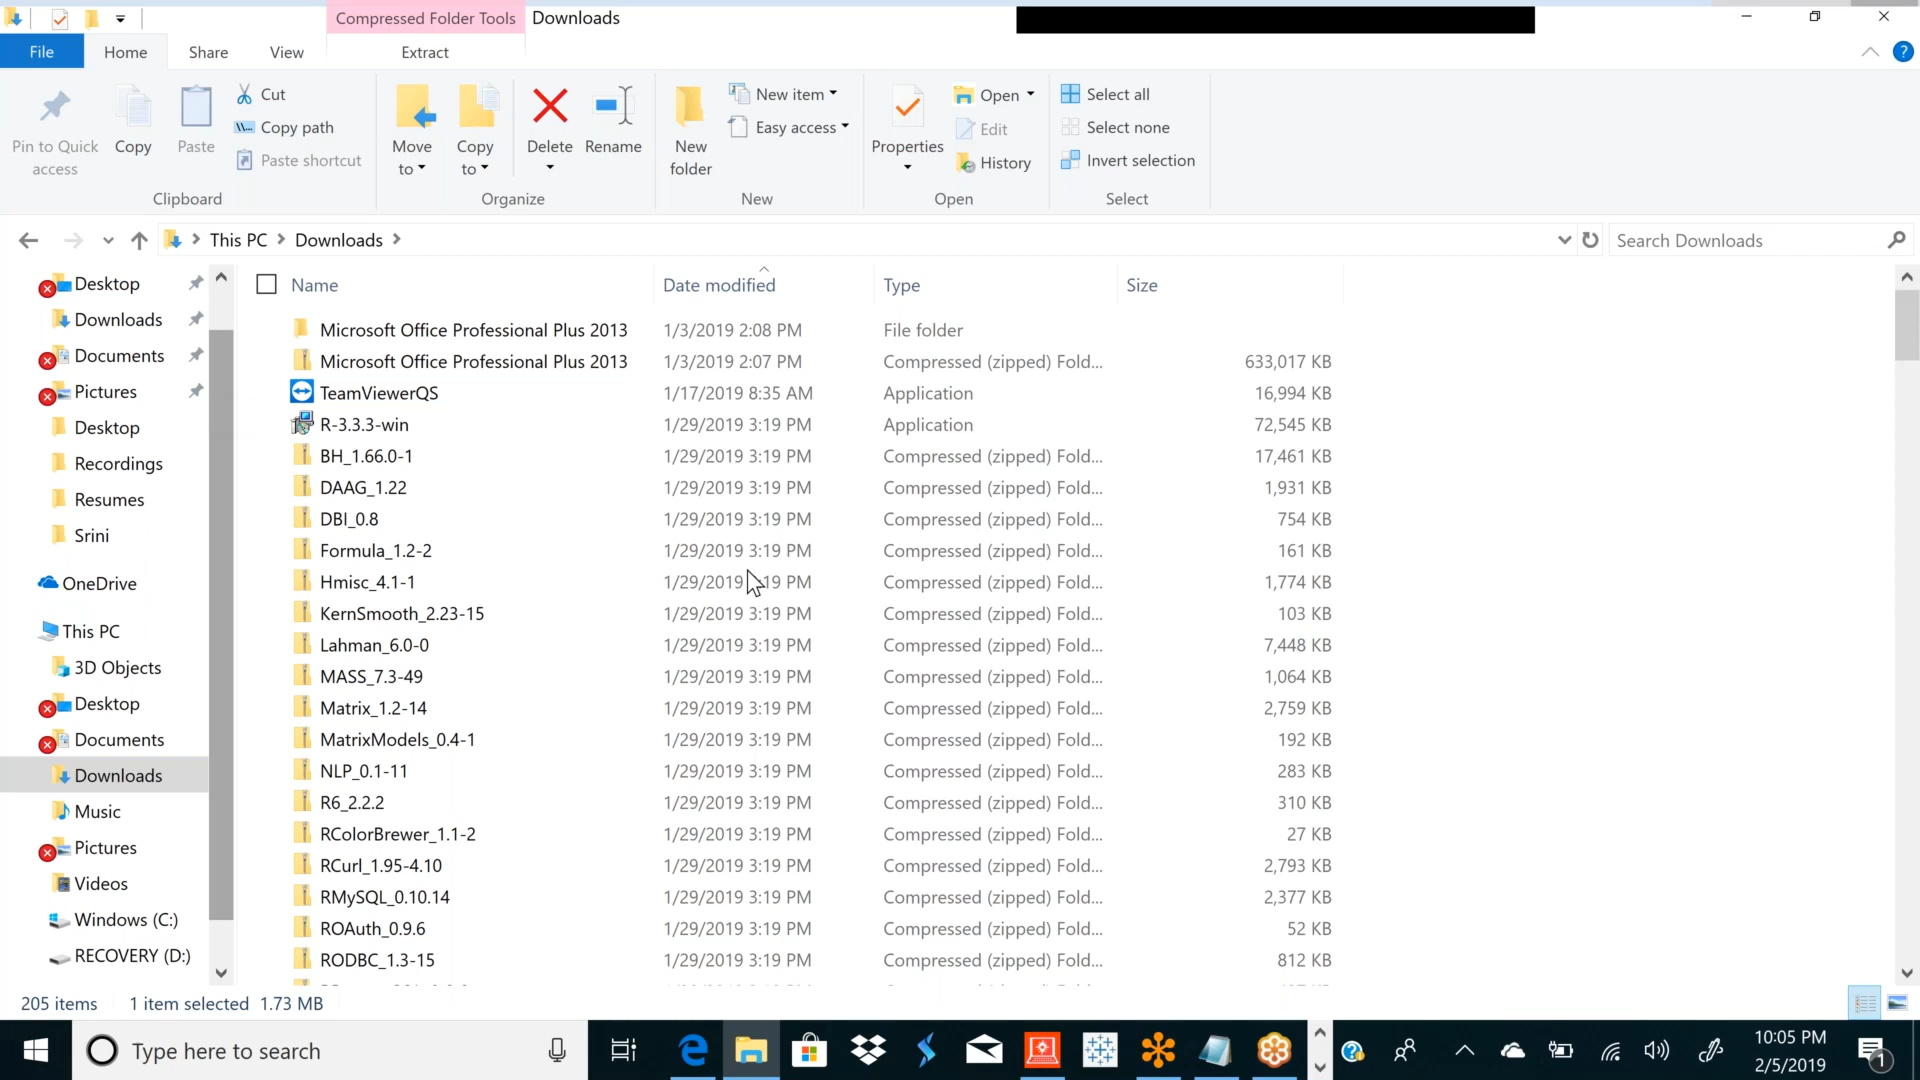 Compressed Folder Tools Downloads
File Home Share View Extract
Pin to Quick access
Copy
Paste
Cut
Copy path
Paste shortcut
Clipboard
Move to
Copy to
Delete
Rename
Organize
New folder
New item
Easy access
New
Properties
Open
Edit
History
Open
Select all
Select none
Invert selection
Select
This PC > Downloads >
Search Downloads
Desktop
Downloads
Documents
Pictures
Desktop
Recordings
Resumes
Srini
OneDrive
This PC
3D Objects
Desktop
Documents
Downloads
Music
Pictures
Videos
Windows (C:)
RECOVERY (D:)
Name Date modified Type Size
Microsoft Office Professional Plus 2013 1/3/2019 2:08 PM File folder
Microsoft Office Professional Plus 2013 1/3/2019 2:07 PM Compressed (zipped) Fold... 633,017 KB
TeamViewerQS 1/17/2019 8:35 AM Application 16,994 KB
R-3.3.3-win 1/29/2019 3:19 PM Application 72,545 KB
BH_1.66.0-1 1/29/2019 3:19 PM Compressed (zipped) Fold... 17,461 KB
DAAG_1.22 1/29/2019 3:19 PM Compressed (zipped) Fold... 1,931 KB
DBI_0.8 1/29/2019 3:19 PM Compressed (zipped) Fold... 754 KB
Formula_1.2-2 1/29/2019 3:19 PM Compressed (zipped) Fold... 161 KB
Hmisc_4.1-1 1/29/2019 :19 PM Compressed (zipped) Fold... 1,774 KB
KernSmooth_2.23-15 1/29/2019 3:19 PM Compressed (zipped) Fold... 103 KB
Lahman_6.0-0 1/29/2019 3:19 PM Compressed (zipped) Fold... 7,448 KB
MASS_7.3-49 1/29/2019 3:19 PM Compressed (zipped) Fold... 1,064 KB
Matrix_1.2-14 1/29/2019 3:19 PM Compressed (zipped) Fold... 2,759 KB
MatrixModels_0.4-1 1/29/2019 3:19 PM Compressed (zipped) Fold... 192 KB
NLP_0.1-11 1/29/2019 3:19 PM Compressed (zipped) Fold... 283 KB
R6_2.2.2 1/29/2019 3:19 PM Compressed (zipped) Fold... 310 KB
RColorBrewer_1.1-2 1/29/2019 3:19 PM Compressed (zipped) Fold... 27 KB
RCurl_1.95-4.10 1/29/2019 3:19 PM Compressed (zipped) Fold... 2,793 KB
RMySQL_0.10.14 1/29/2019 3:19 PM Compressed (zipped) Fold... 2,377 KB
ROAuth_0.9.6 1/29/2019 3:19 PM Compressed (zipped) Fold... 52 KB
RODBC_1.3-15 1/29/2019 3:19 PM Compressed (zipped) Fold... 812 KB
205 items 1 item selected 1.73 MB
Type here to search
10:05 PM
2/5/2019
1